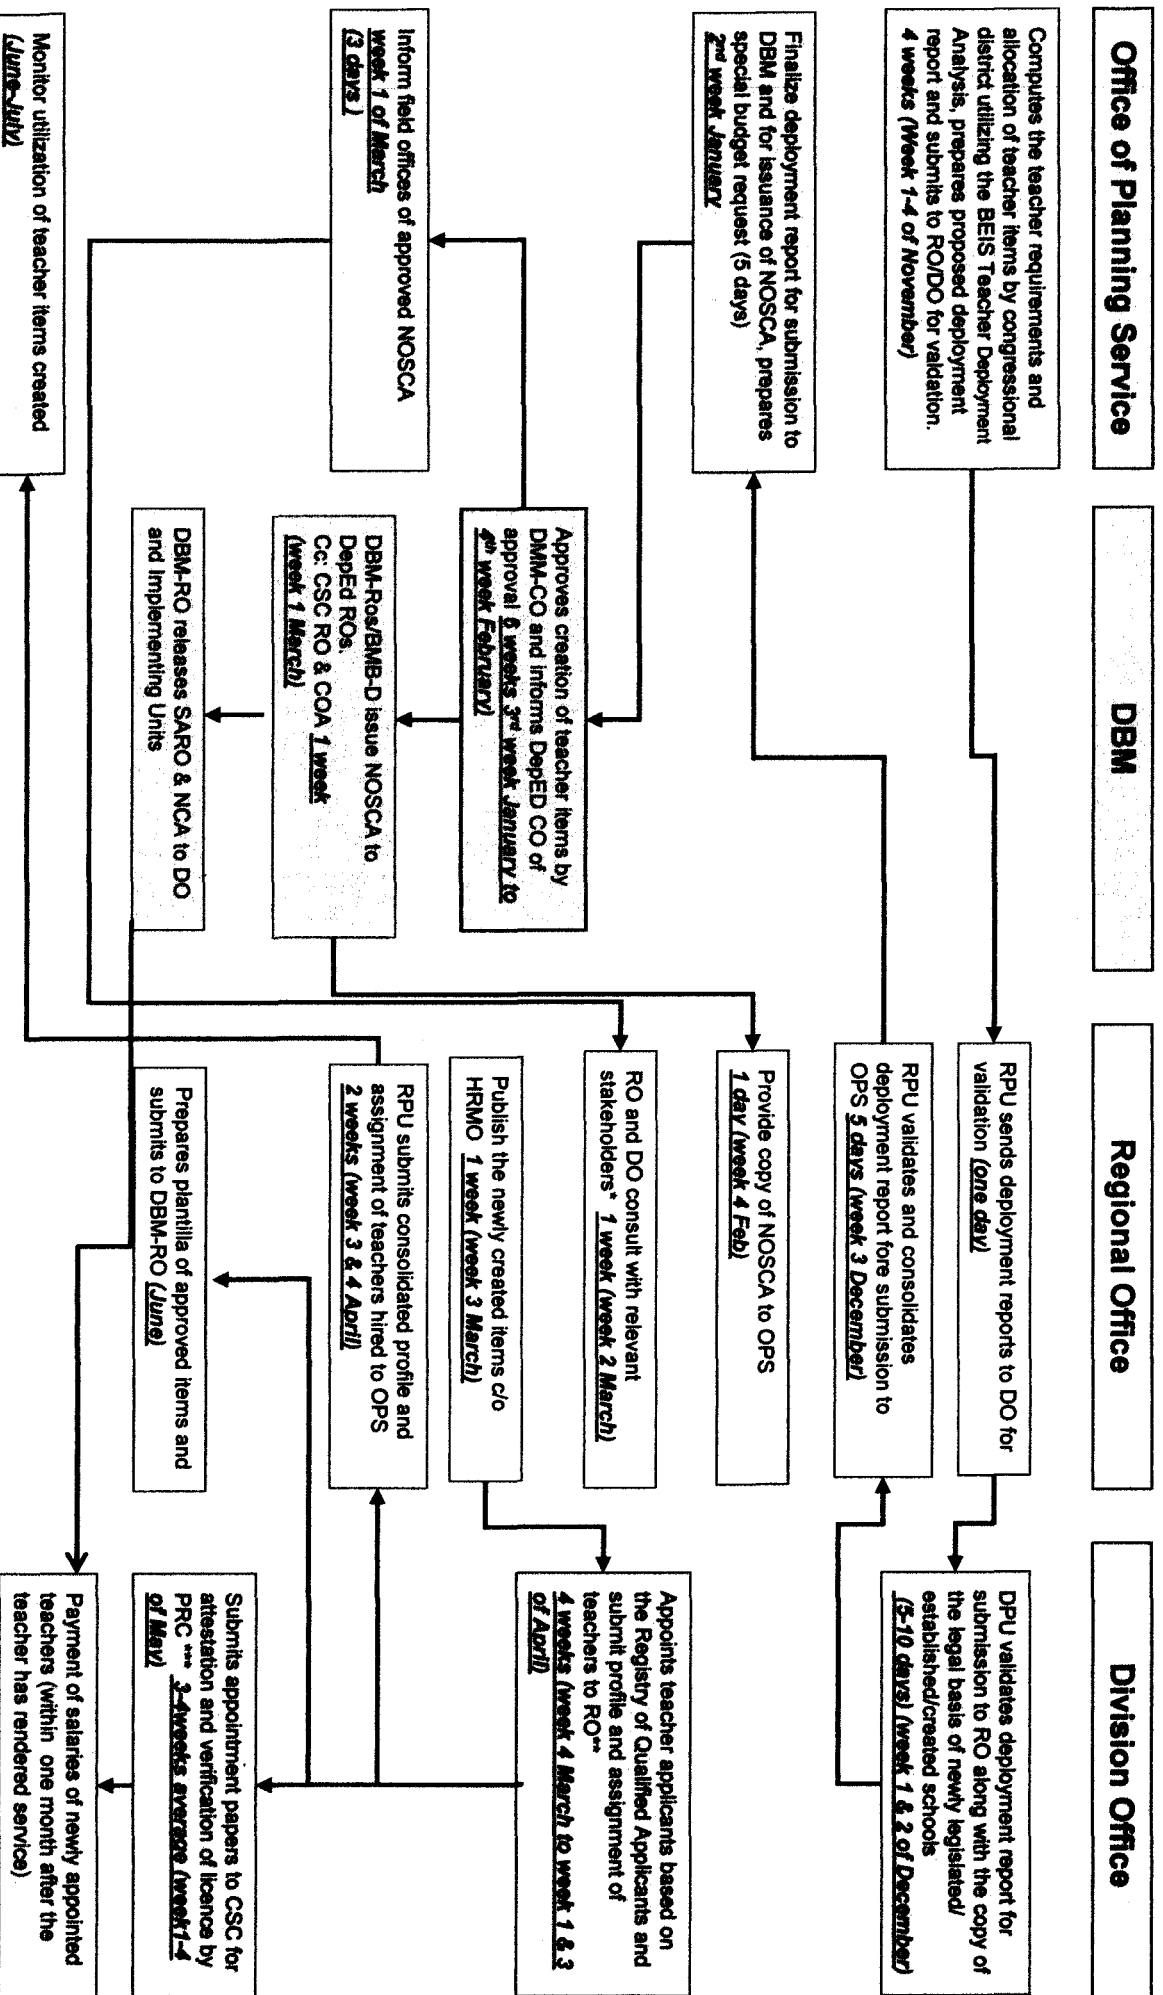 Office of Planning Service
Computes the teacher requirements and
allocation of teacher items by congressional
district utilizing the BEIS Teacher Deployment
Analysis, prepares proposed deployment
report and submits to RO/DO for valdation.
4 weeks (Week 1-4 of November)
Finalize deployment report for submission to
DBM and for issuance of NOSCA, prepares
special budget request (5 days)
2nd week January
Inform field offices of approved NOSCA
week 1 of March
(3 days )
Monitor utilization of teacher items created
(June-July)
DBM
Approves creation of teacher items by
DMM-CO and informs DepED CO of
approval 6 weeks 3rd week January to
4th week February)
DBM-Ros/BMB-D issue NOSCA to
DepEd ROs.
Cc: CSC RO & COA 1 week
(week 1 March)
DBM-RO releases SARO & NCA to DO
and Implementing Units
Regional Office
RPU sends deployment reports to DO for
validation (one day)
RPU validates and consolidates
deployment report fore submission to
OPS 5 days (week 3 December)
Provide copy of NOSCA to OPS
1 day (week 4 Feb)
RO and DO consult with relevant
stakeholders* 1 week (week 2 March)
Publish the newly created items c/o
HRMO 1 week (week 3 March)
RPU submits consolidated profile and
assignment of teachers hired to OPS
2 weeks (week 3 & 4 April)
Prepares plantilla of approved items and
submits to DBM-RO (June)
Division Office
DPU validates deployment report for
submission to RO along with the copy of
the legal basis of newly legislated/
established/created schools
(5-10 days) (week 1 & 2 of December)
Appoints teacher applicants based on
the Registry of Qualified Applicants and
submit profile and assignment of
teachers to RO**
4 weeks (week 4 March to week 1 & 3
of April)
Submits appointment papers to CSC for
attestation and verification of licence by
PRC *** 3-4weeks average (week1-4
of May)
Payment of salaries of newly appointed
teachers (within one month after the
teacher has rendered service)